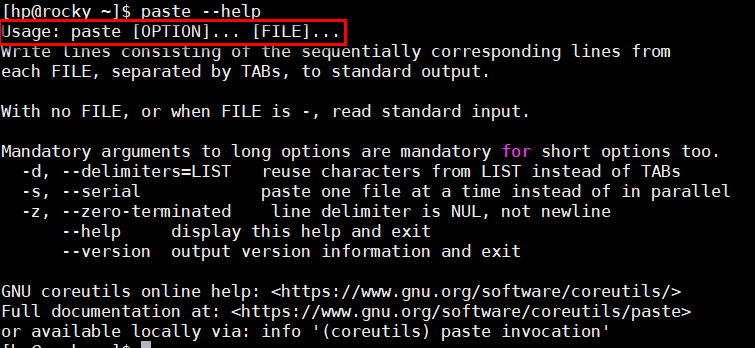 [hp@rocky ~]$ paste --help
Usage: paste [OPTION]... [FILE]...
Write lines consisting of the sequentially corresponding lines from
each FILE, separated by TABs, to standard output.
With no FILE, or when FILE is -, read standard input.
Mandatory arguments to long options are mandatory for short options too.
-d, --delimiters=LIST   reuse characters from LIST instead of TABs
-s, --serial            paste one file at a time instead of in parallel
-z, --zero-terminated    line delimiter is NUL, not newline
--help     display this help and exit
--version  output version information and exit
GNU coreutils online help: <https://www.gnu.org/software/coreutils/>
Full documentation at: <https://www.gnu.org/software/coreutils/paste>
or available locally via: info '(coreutils) paste invocation'
[hp@rocky ~]$